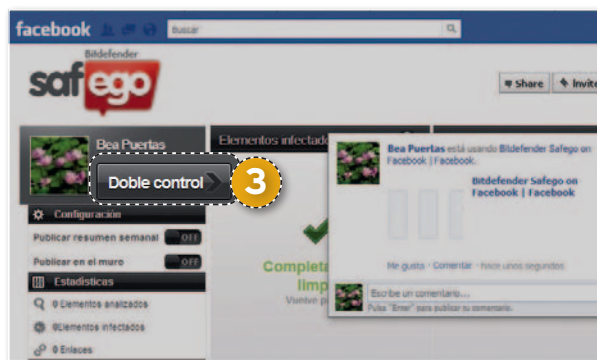 facebook
Buscar
Bitdefender
safego
Share
Invite
Bea Puertas
Doble control
3
Elementos infectado
Bea Puertas está usando Bitdefender Safego on
Facebook | Facebook.
Bitdefender Safego on
Facebook | Facebook
Configuración
Publicar resumen semanal OFF
Publicar en el muro OFF
Estadísticas
0 Elementos analizados
0Elementos infectados
0 Enlaces
Completa
limp
Vuelve p
Me gusta · Comentar · hace unos segundos
Escribe un comentario...
Pulsa "Enter" para publicar tu comentario.